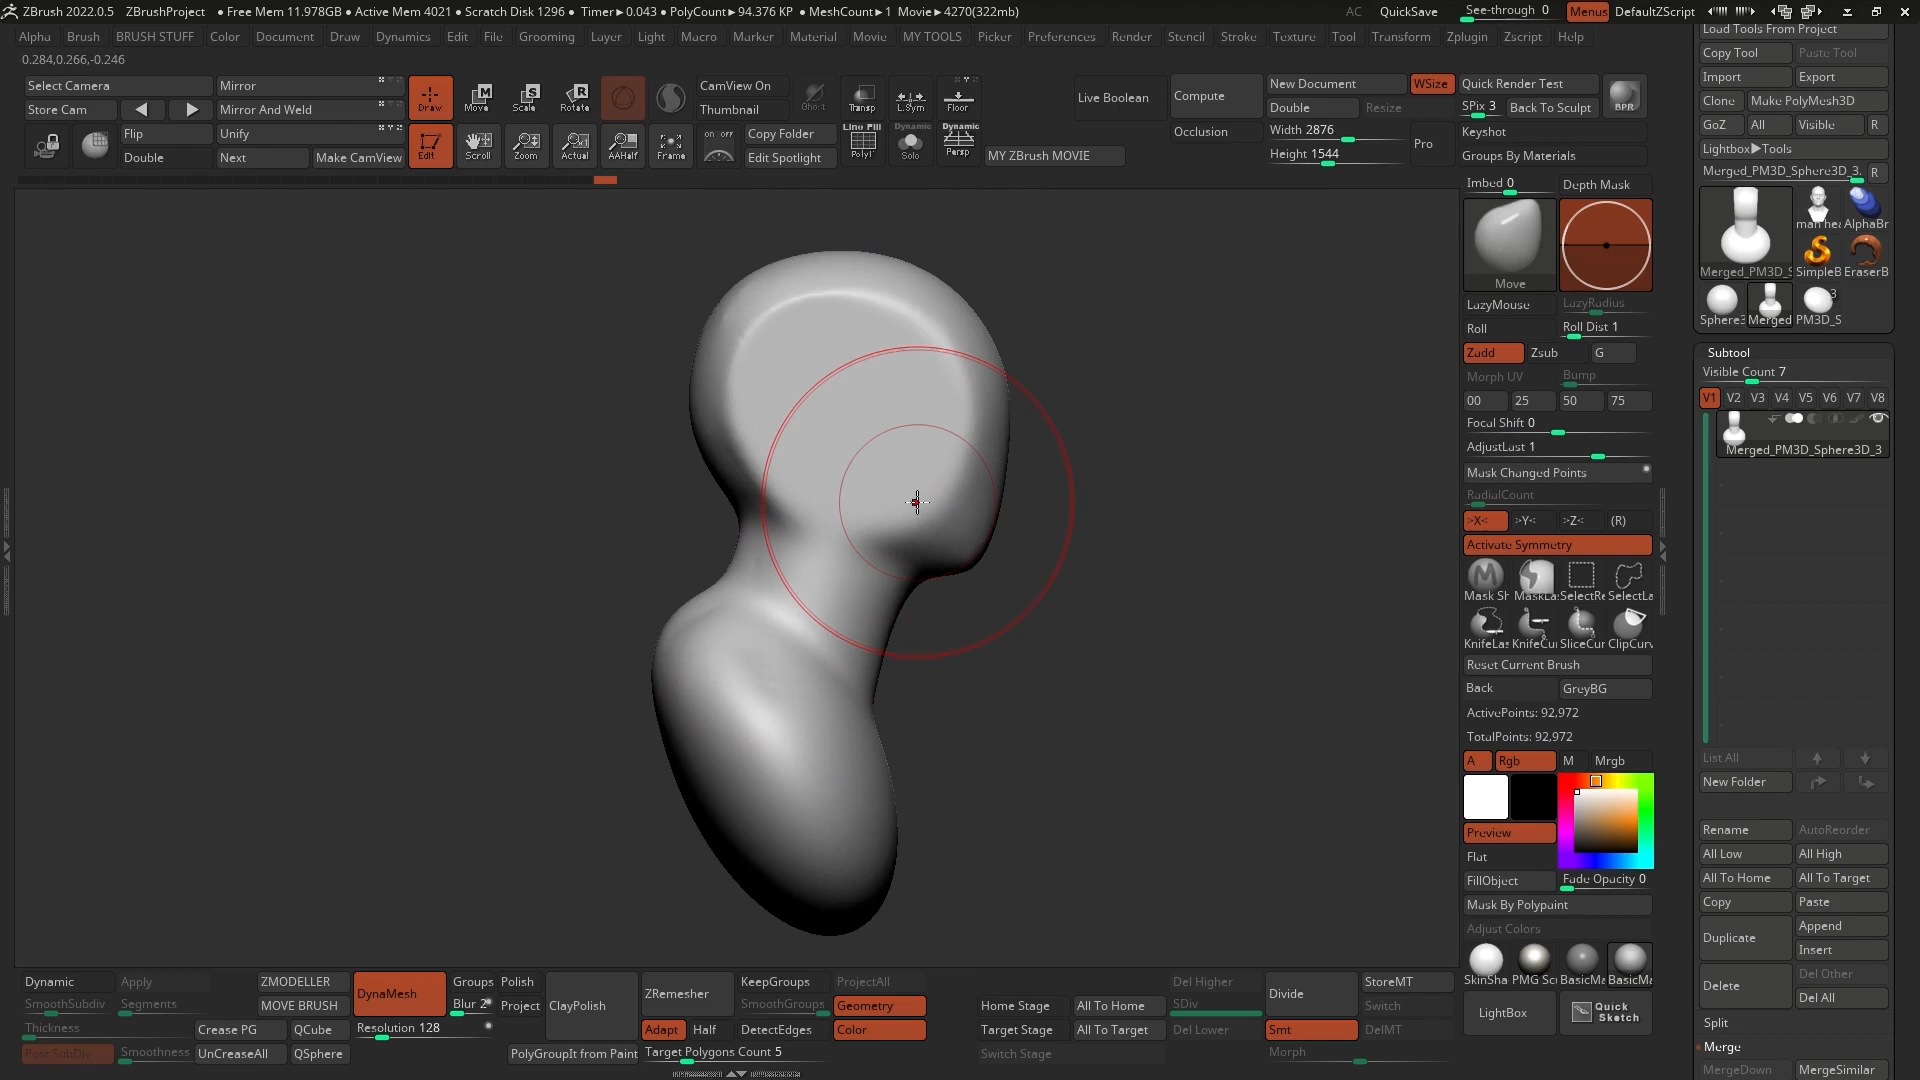 ZBrush 2022.0.5 ZBrushProject • Free Mem 11.978GB • Active Mem 4021 • Scratch Disk 1296 • Timer►0.043 • PolyCount►94.376 KP • MeshCount►1 Movie►4270(322mb)
AC QuickSave See-through 0 Menus DefaultZScript
Alpha Brush BRUSH STUFF Color Document Draw Dynamics Edit File Grooming Layer Light Macro Marker Material Movie MY TOOLS Picker Preferences Render Stencil Stroke Texture Tool Transform Zplugin Zscript Help
0.284,0.266,-0.246
Select Camera
Store Cam
Mirror
Mirror And Weld
Flip
Double
Unify
Next
Make CamView
Draw
Move
Scale
Rotate
Edit
Scroll
Zoom
Actual
AAHalf
Frame
CamView On
Thumbnail
ON OFF
Copy Folder
Edit Spotlight
Ghost
Transp
L.Sym
Floor
Line Fill
PolyF
Dynamic
Solo
Dynamic
Persp
MY ZBrush MOVIE
Live Boolean
Compute
Occlusion
New Document
WSize
Double
Resize
Width 2876
Height 1544
Pro
Quick Render Test
SPix 3
Back To Sculpt
BPR
Keyshot
Groups By Materials
Imbed 0
Depth Mask
Move
LazyMouse
LazyRadius
Roll
Roll Dist 1
Zadd
Zsub
G
Morph UV
Bump
00
25
50
75
Focal Shift 0
AdjustLast 1
Mask Changed Points
RadialCount
>X<
>Y<
>Z<
(R)
Activate Symmetry
Mask Sh
MaskLas
SelectRe
SelectLa
KnifeLas
KnifeCur
SliceCur
ClipCurv
Reset Current Brush
Back
GreyBG
ActivePoints: 92,972
TotalPoints: 92,972
A
Rgb
M
Mrgb
Preview
Flat
FillObject
Fade Opacity 0
Mask By Polypaint
Adjust Colors
SkinSha
PMG Scu
BasicMa
BasicMa
LightBox
Quick
Sketch
Load Tools From Project
Copy Tool
Paste Tool
Import
Export
Clone
Make PolyMesh3D
GoZ
All
Visible
R
Lightbox►Tools
Merged_PM3D_Sphere3D_3.
R
Merged_PM3D_S
man hea
AlphaBr
SimpleB
EraserB
Sphere3
Merged
3
PM3D_S
Subtool
Visible Count 7
V1 V2 V3 V4 V5 V6 V7 V8
Merged_PM3D_Sphere3D_3
List All
New Folder
Rename
AutoReorder
All Low
All High
All To Home
All To Target
Copy
Paste
Duplicate
Append
Insert
Delete
Del Other
Del All
Split
Merge
MergeDown
MergeSimilar
Dynamic
Apply
SmoothSubdiv
Segments
Thickness
Post SubDiv
Smoothness
ZMODELLER
MOVE BRUSH
Crease PG
QCube
UnCreaseAll
QSphere
DynaMesh
Groups
Polish
Blur 2
Project
Resolution 128
ClayPolish
PolyGroupIt from Paint
ZRemesher
Adapt
Half
Target Polygons Count 5
KeepGroups
SmoothGroups
DetectEdges
ProjectAll
Geometry
Color
Home Stage
All To Home
Target Stage
All To Target
Switch Stage
Del Higher
SDiv
Del Lower
Divide
Smt
Morph
StoreMT
Switch
DelMT